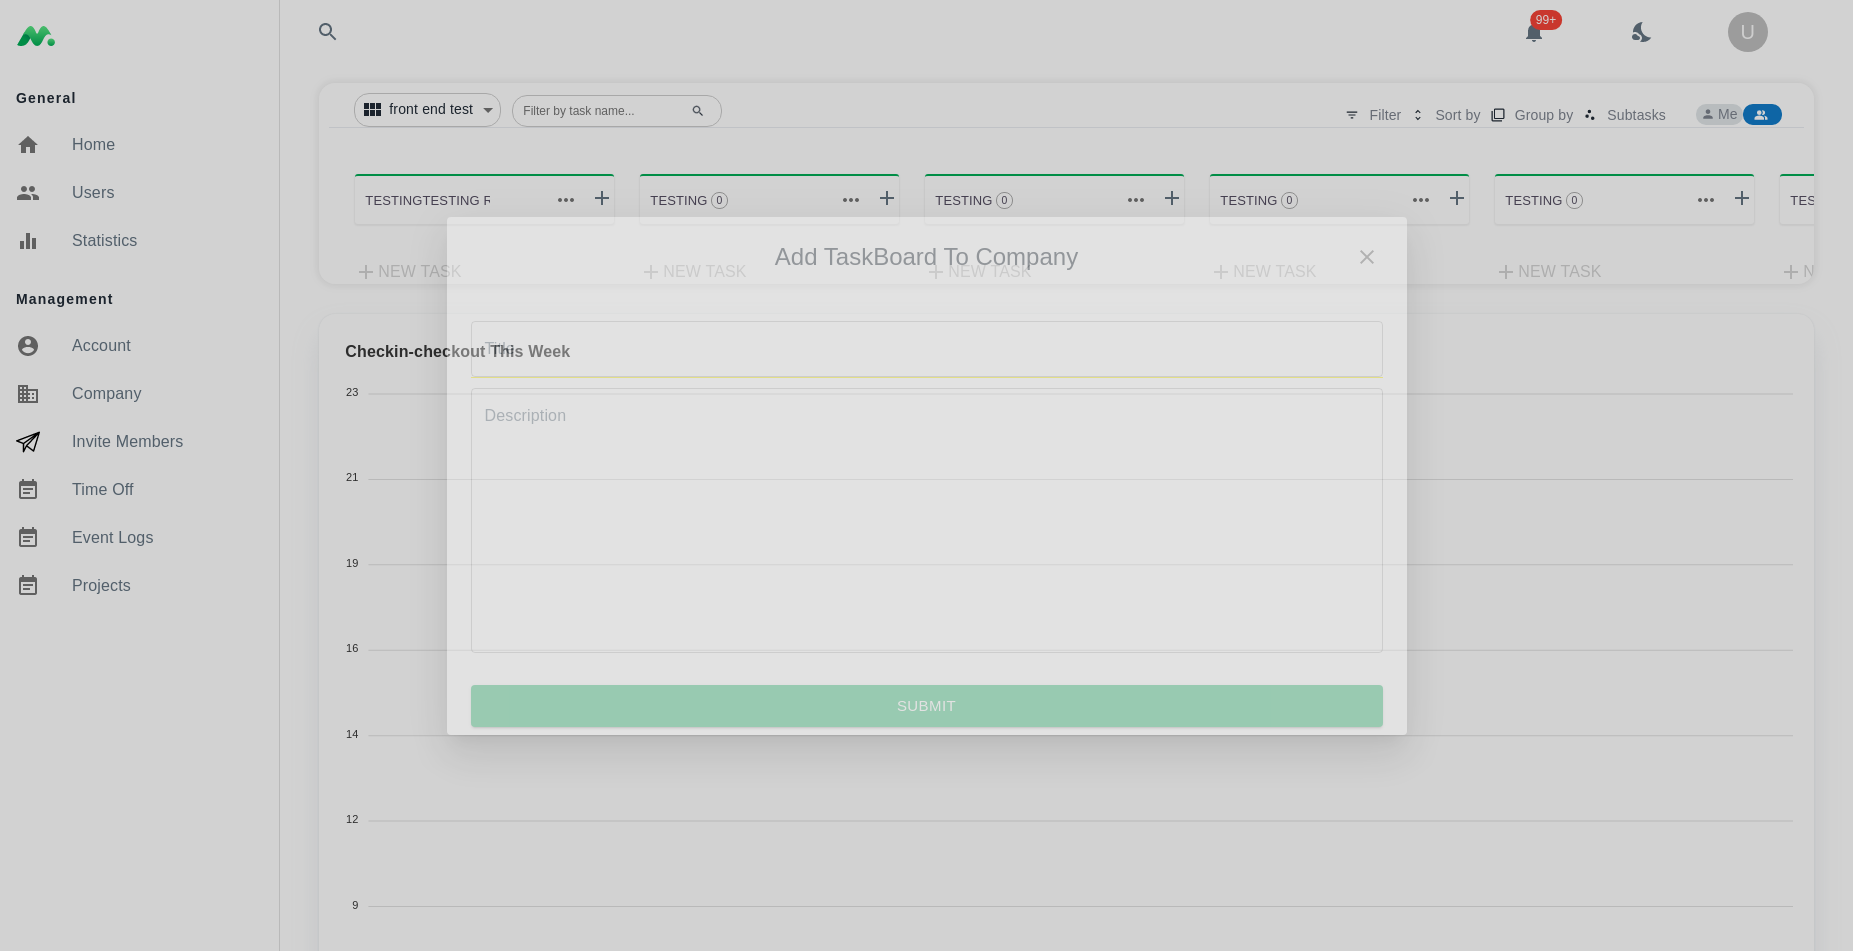 99+
U
General
Home
Users
Statistics
Management
Account
Company
Invite Members
Time Off
Event Logs
Projects
front end test
Filter by task name...
Filter
Sort by
Group by
Subtasks
Me
TESTINGTESTING R
TESTING 0
TESTING 0
TESTING 0
TESTING 0
TES
NEW TASK
NEW TASK
NEW TASK
NEW TASK
NEW TASK
N
Add TaskBoard To Company
Title
Description
SUBMIT
Checkin-checkout This Week
23
21
19
16
14
12
9